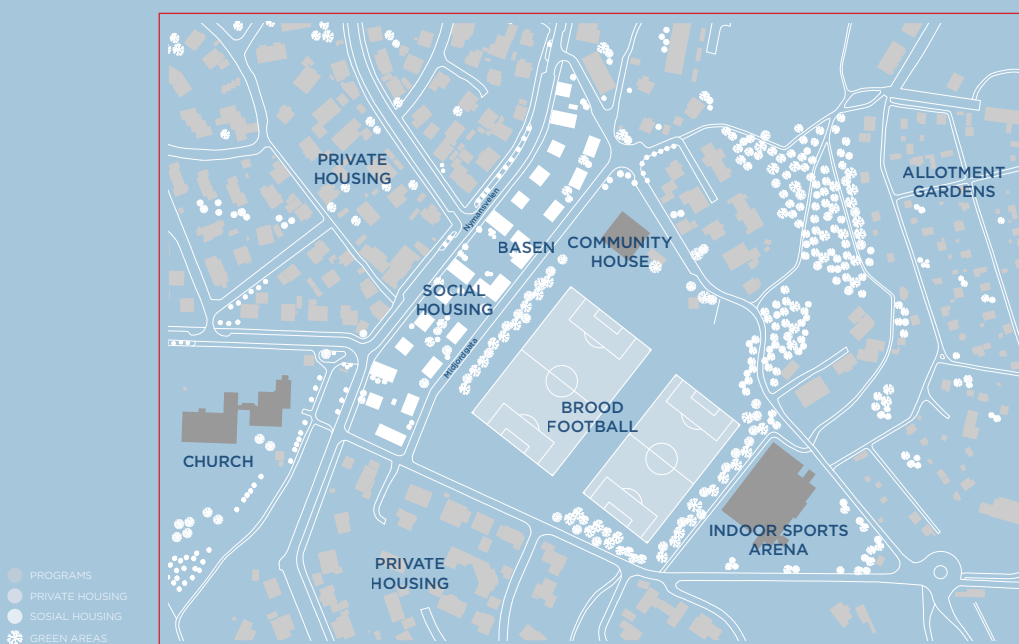 PRIVATE
HOUSING
ALLOTMENT
GARDENS
Nymansveien
BASEN
COMMUNITY
HOUSE
SOCIAL
HOUSING
Midjordgata
BROOD
FOOTBALL
CHURCH
INDOOR SPORTS
ARENA
PRIVATE
HOUSING
PROGRAMS
PRIVATE HOUSING
SOSIAL HOUSING
GREEN AREAS